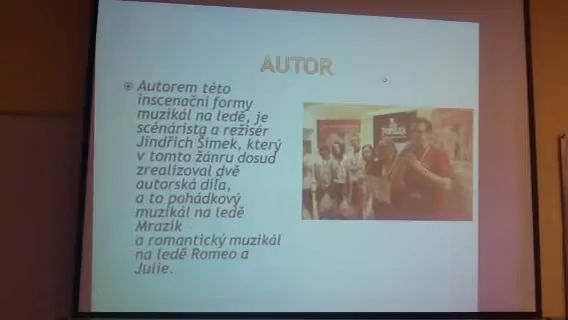 AUTOR
Autorem této
inscenační formy
muzikál na ledě, je
scénárista a režisér
Jindřich Šimek, který
v tomto žánru dosud
zrealizoval dvě
autorská díla,
a to pohádkový
muzikál na ledě
Mrazík
a romantický muzikál
na ledě Romeo a
Julie.